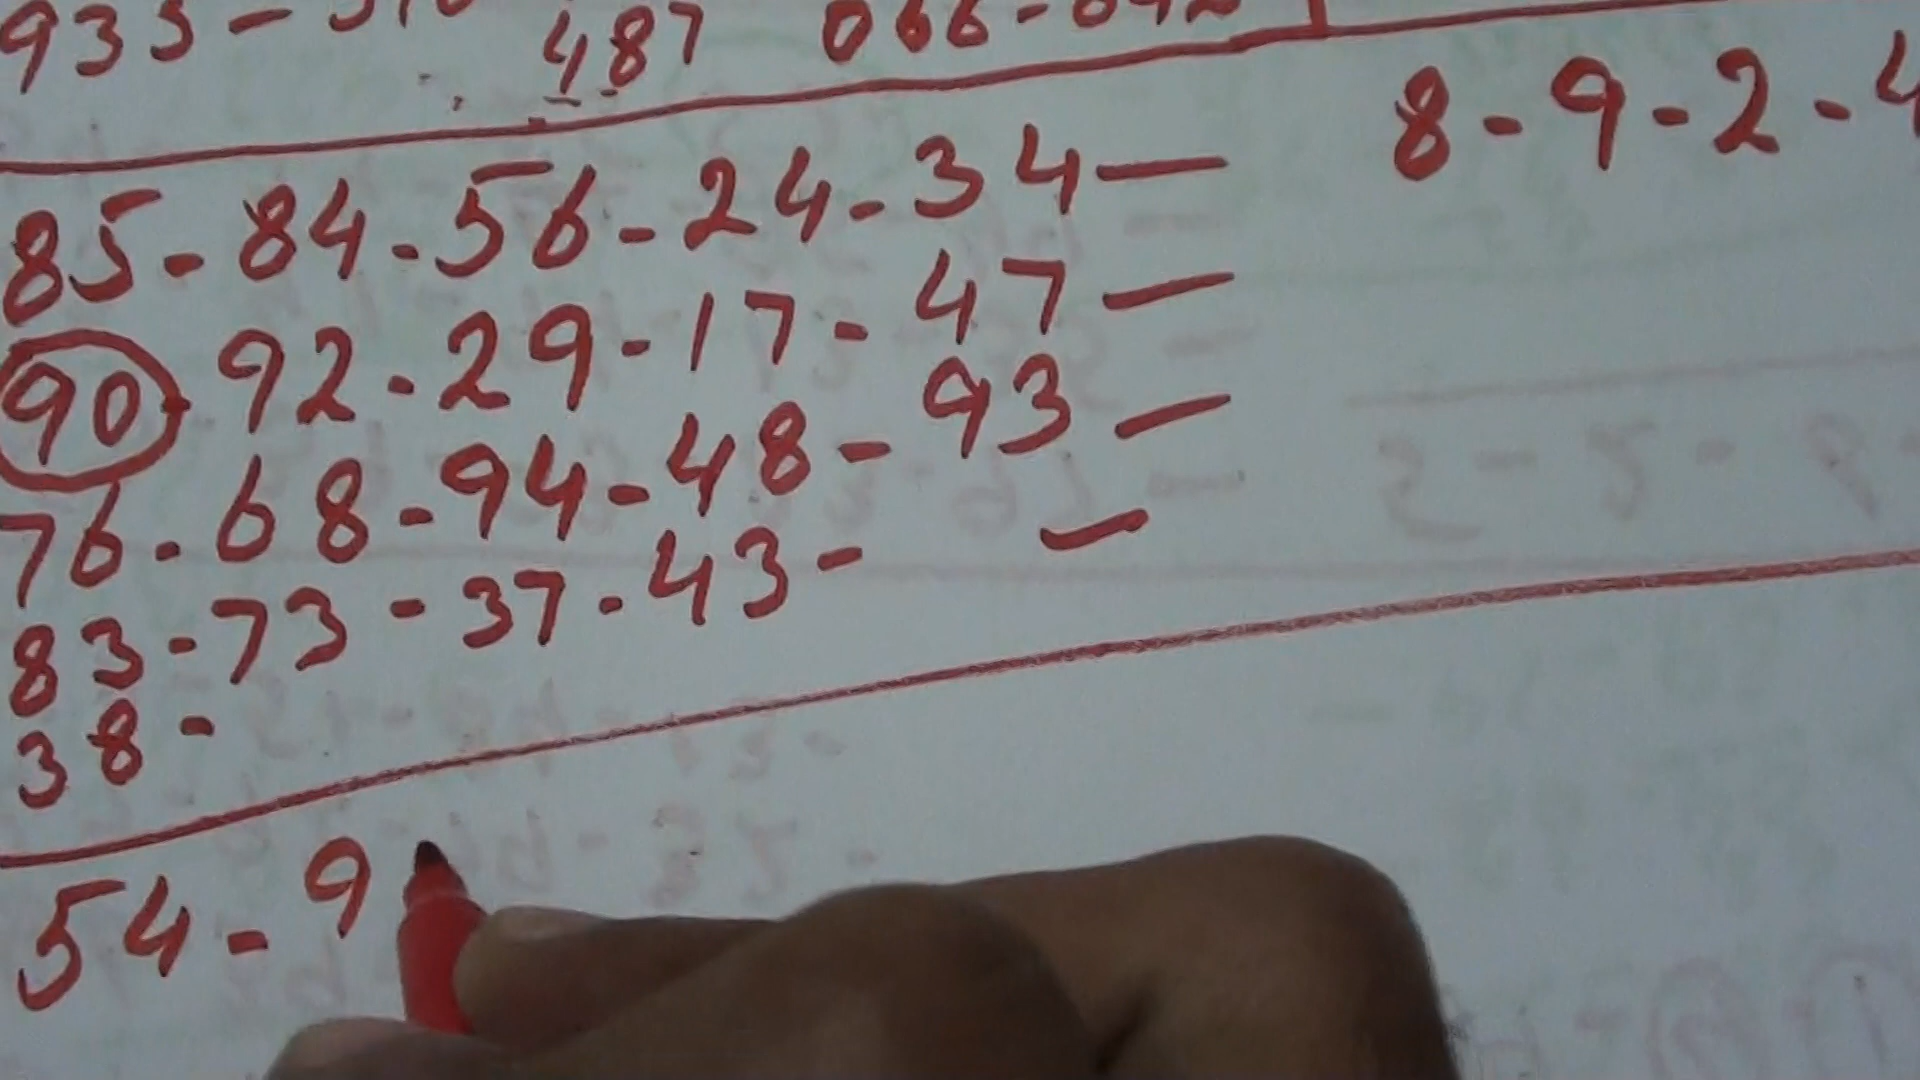 933 -
487
85 - 84 - 56 - 24 - 34 —
8 - 9 - 2 - 4
90 92 - 29 - 17 - 47 —
76 - 68 - 94 - 48 - 93 —
83 - 73 - 37 - 43 - —
38 -
54 - 9